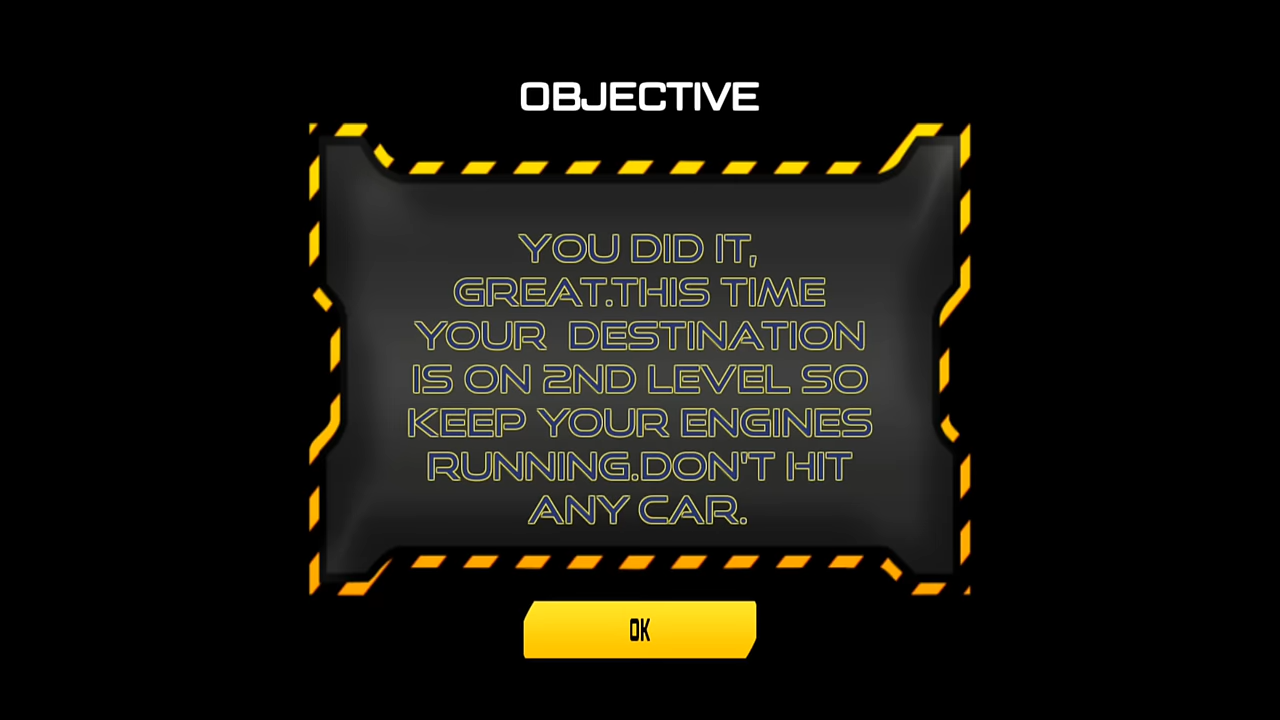 OBJECTIVE
YOU DID IT,
GREAT.THIS TIME
YOUR  DESTINATION
IS ON 2ND LEVEL SO
KEEP YOUR ENGINES
RUNNING.DON'T HIT
ANY CAR.
OK